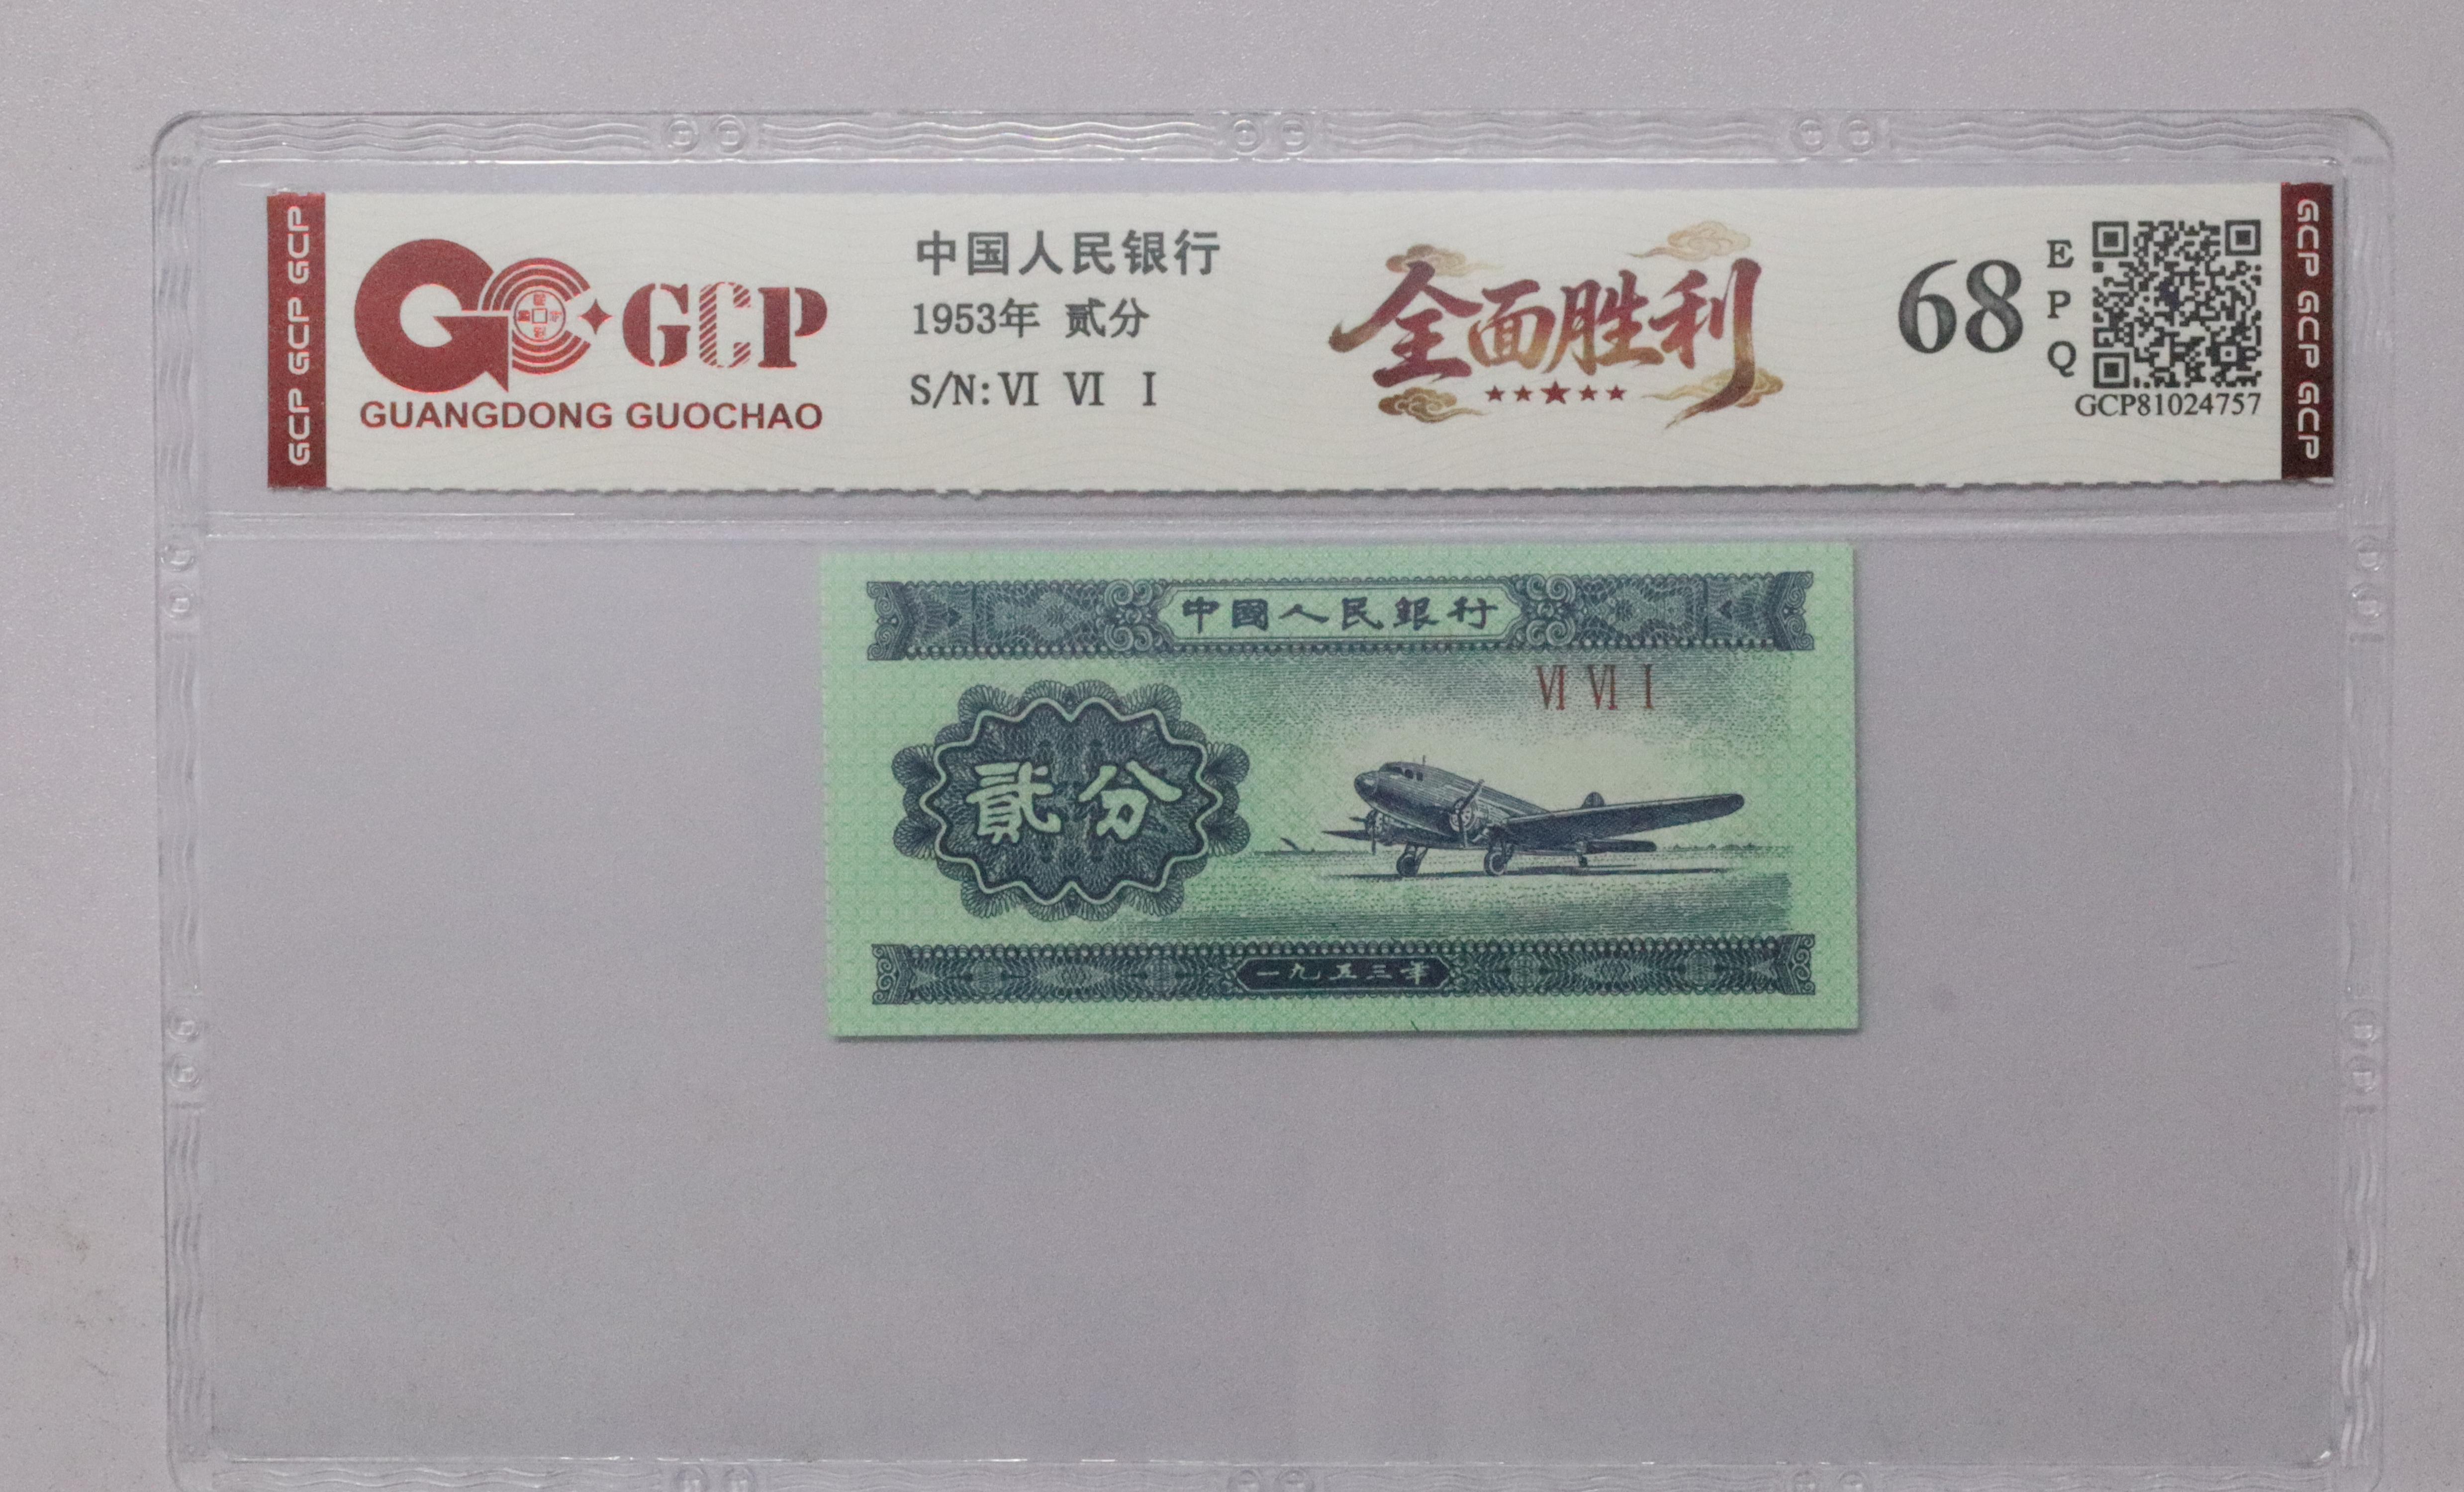 GCP GCP GCP
GCP
GUANGDONG GUOCHAO
中国人民银行
1953年 贰分
S/N: VI VI I
全面胜利
68
E
P
Q
GCP81024757
GCP GCP GCP
中國人民銀行
VI VI I
貳分
一九五三年